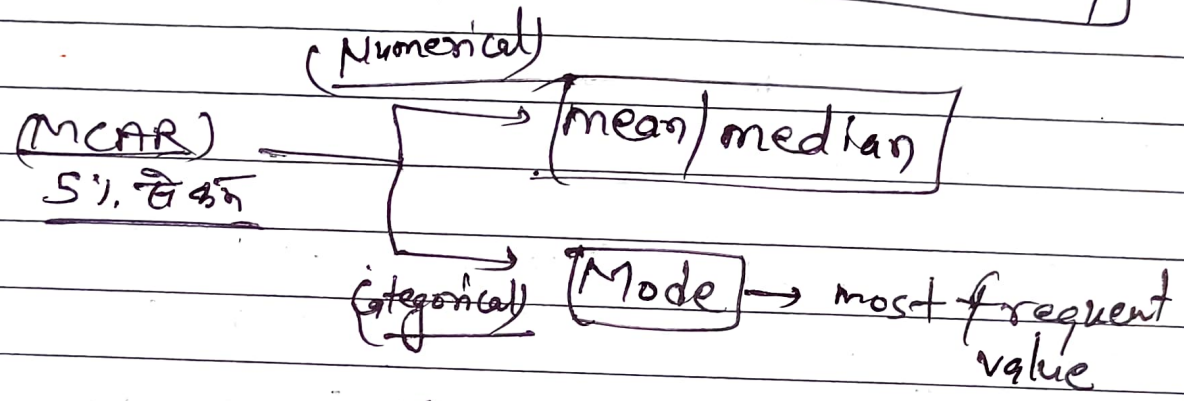 (Numerical)
(MCAR)
mean/median
5%. से कम
(Categorical)
Mode → most frequent
value